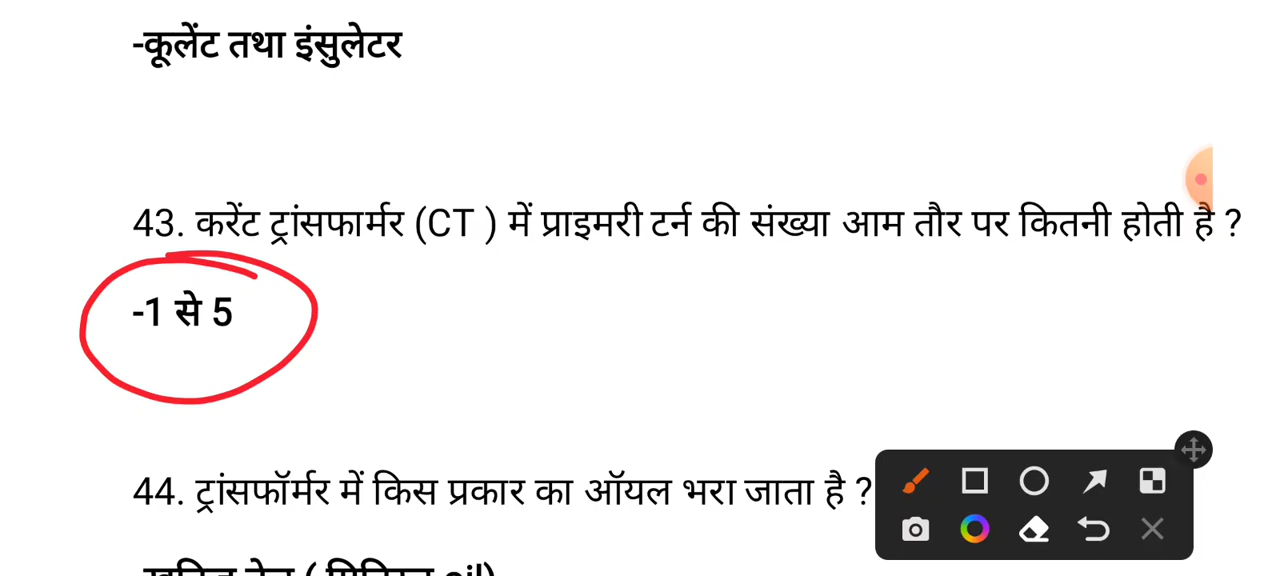 -कूलेंट तथा इंसुलेटर
43. करेंट ट्रांसफार्मर (CT ) में प्राइमरी टर्न की संख्या आम तौर पर कितनी होती है ?
-1 से 5
44. ट्रांसफॉर्मर में किस प्रकार का ऑयल भरा जाता है ?